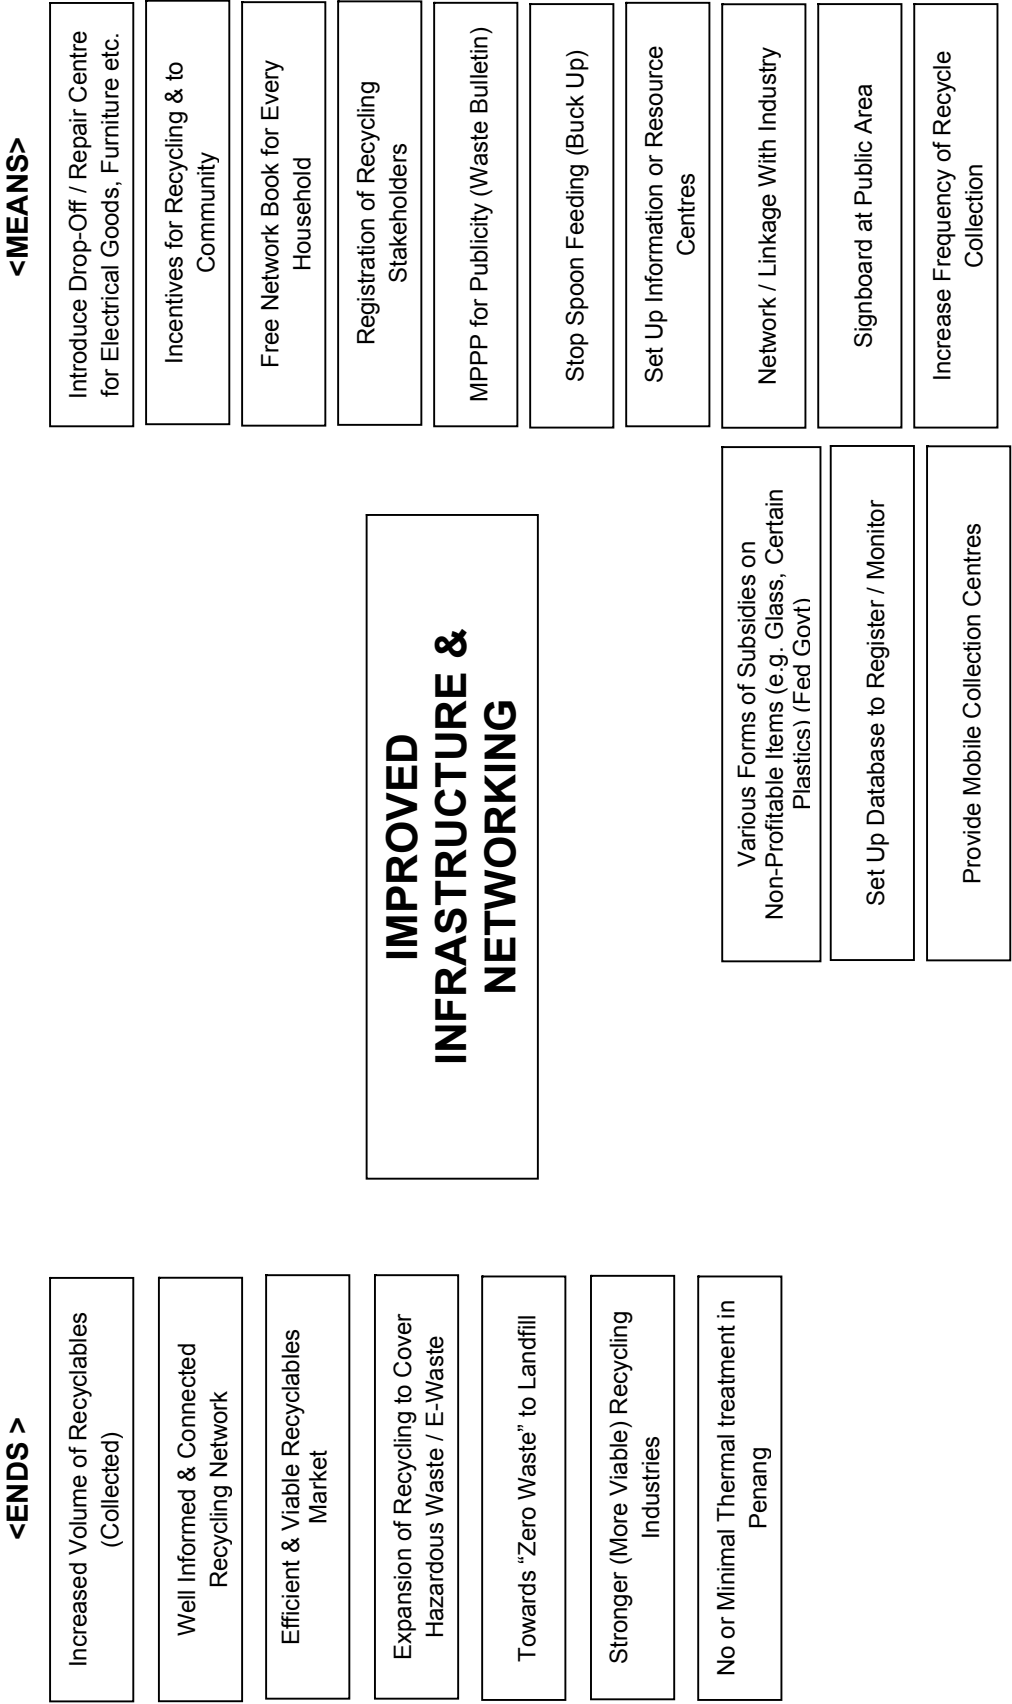 <ENDS >
Increased Volume of Recyclables
(Collected)
Well Informed & Connected
Recycling Network
Efficient & Viable Recyclables
Market
Expansion of Recycling to Cover
Hazardous Waste / E-Waste
Towards “Zero Waste” to Landfill
Stronger (More Viable) Recycling
Industries
No or Minimal Thermal treatment in
Penang
IMPROVED
INFRASTRUCTURE &
NETWORKING
Various Forms of Subsidies on
Non-Profitable Items (e.g. Glass, Certain
Plastics) (Fed Govt)
Set Up Database to Register / Monitor
Provide Mobile Collection Centres
<MEANS>
Introduce Drop-Off / Repair Centre
for Electrical Goods, Furniture etc.
Incentives for Recycling & to
Community
Free Network Book for Every
Household
Registration of Recycling
Stakeholders
MPPP for Publicity (Waste Bulletin)
Stop Spoon Feeding (Buck Up)
Set Up Information or Resource
Centres
Network / Linkage With Industry
Signboard at Public Area
Increase Frequency of Recycle
Collection